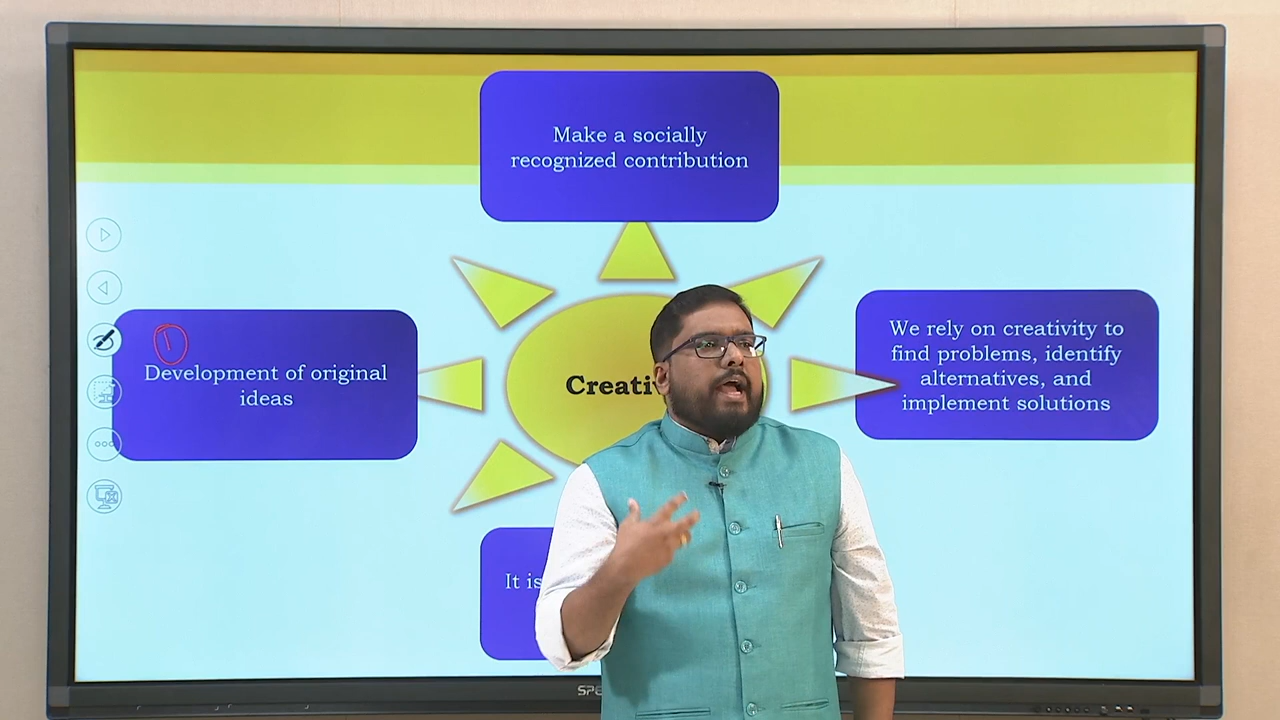 Make a socially
recognized contribution
1
Development of original
ideas
We rely on creativity to
find problems, identify
alternatives, and
implement solutions
It is